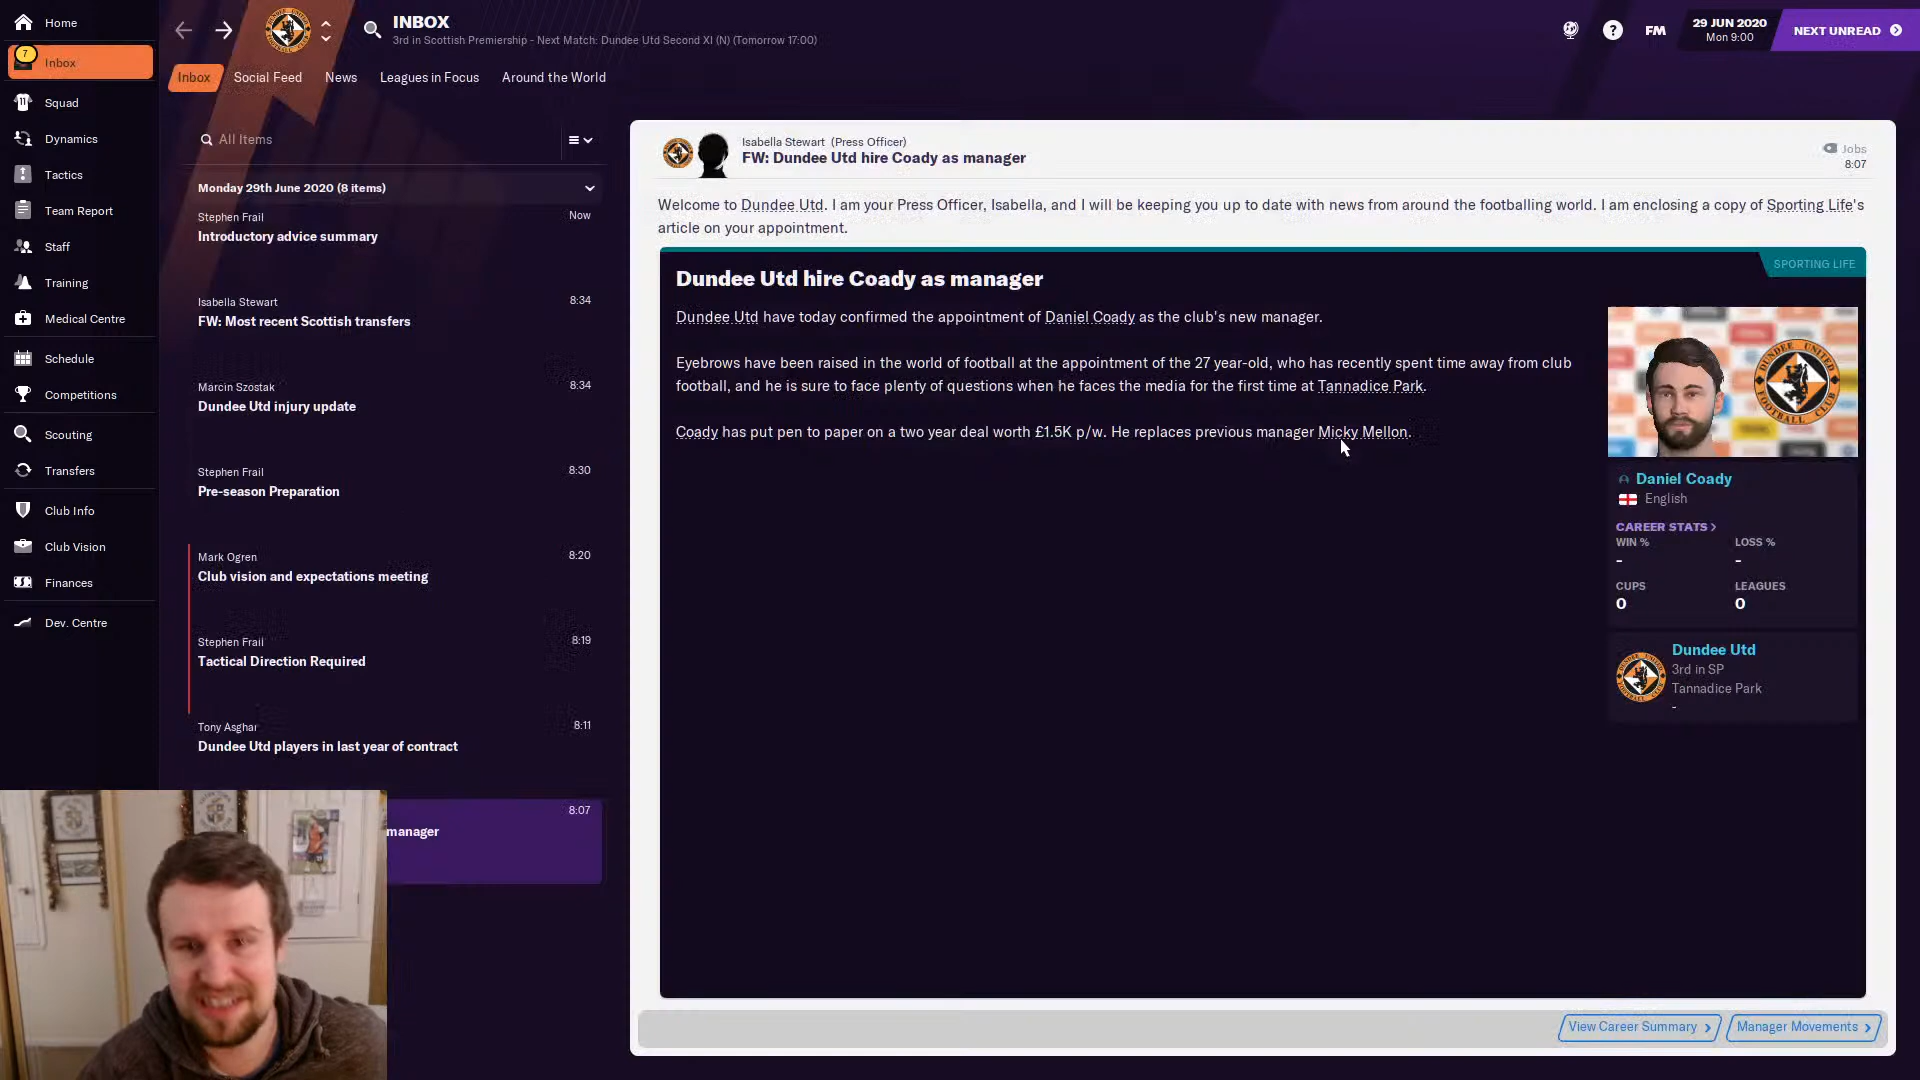 Home
7
Inbox
Squad
Dynamics
Tactics
Team Report
Staff
Training
Medical Centre
Schedule
Competitions
Scouting
Transfers
Club Info
Club Vision
Finances
Dev. Centre
INBOX
3rd in Scottish Premiership - Next Match: Dundee Utd Second XI (N) (Tomorrow 17:00)
?
FM
29 JUN 2020
Mon 9:00
NEXT UNREAD
Inbox
Social Feed
News
Leagues in Focus
Around the World
All Items
Monday 29th June 2020 (8 items)
Stephen Frail
Now
Introductory advice summary
Isabella Stewart
8:34
FW: Most recent Scottish transfers
Marcin Szostak
8:34
Dundee Utd injury update
Stephen Frail
8:30
Pre-season Preparation
Mark Ogren
8:20
Club vision and expectations meeting
Stephen Frail
8:19
Tactical Direction Required
Tony Asghar
8:11
Dundee Utd players in last year of contract
8:07
manager
Isabella Stewart (Press Officer)
FW: Dundee Utd hire Coady as manager
Jobs
8:07
Welcome to Dundee Utd. I am your Press Officer, Isabella, and I will be keeping you up to date with news from around the footballing world. I am enclosing a copy of Sporting Life's
article on your appointment.
SPORTING LIFE
Dundee Utd hire Coady as manager
Dundee Utd have today confirmed the appointment of Daniel Coady as the club's new manager.
Eyebrows have been raised in the world of football at the appointment of the 27 year-old, who has recently spent time away from club
football, and he is sure to face plenty of questions when he faces the media for the first time at Tannadice Park.
Coady has put pen to paper on a two year deal worth £1.5K p/w. He replaces previous manager Micky Mellon.
DUNDEE UNITED
FOOTBALL CLUB
Daniel Coady
English
CAREER STATS >
WIN %
LOSS %
-
-
CUPS
LEAGUES
0
0
Dundee Utd
3rd in SP
Tannadice Park
-
View Career Summary >
Manager Movements >